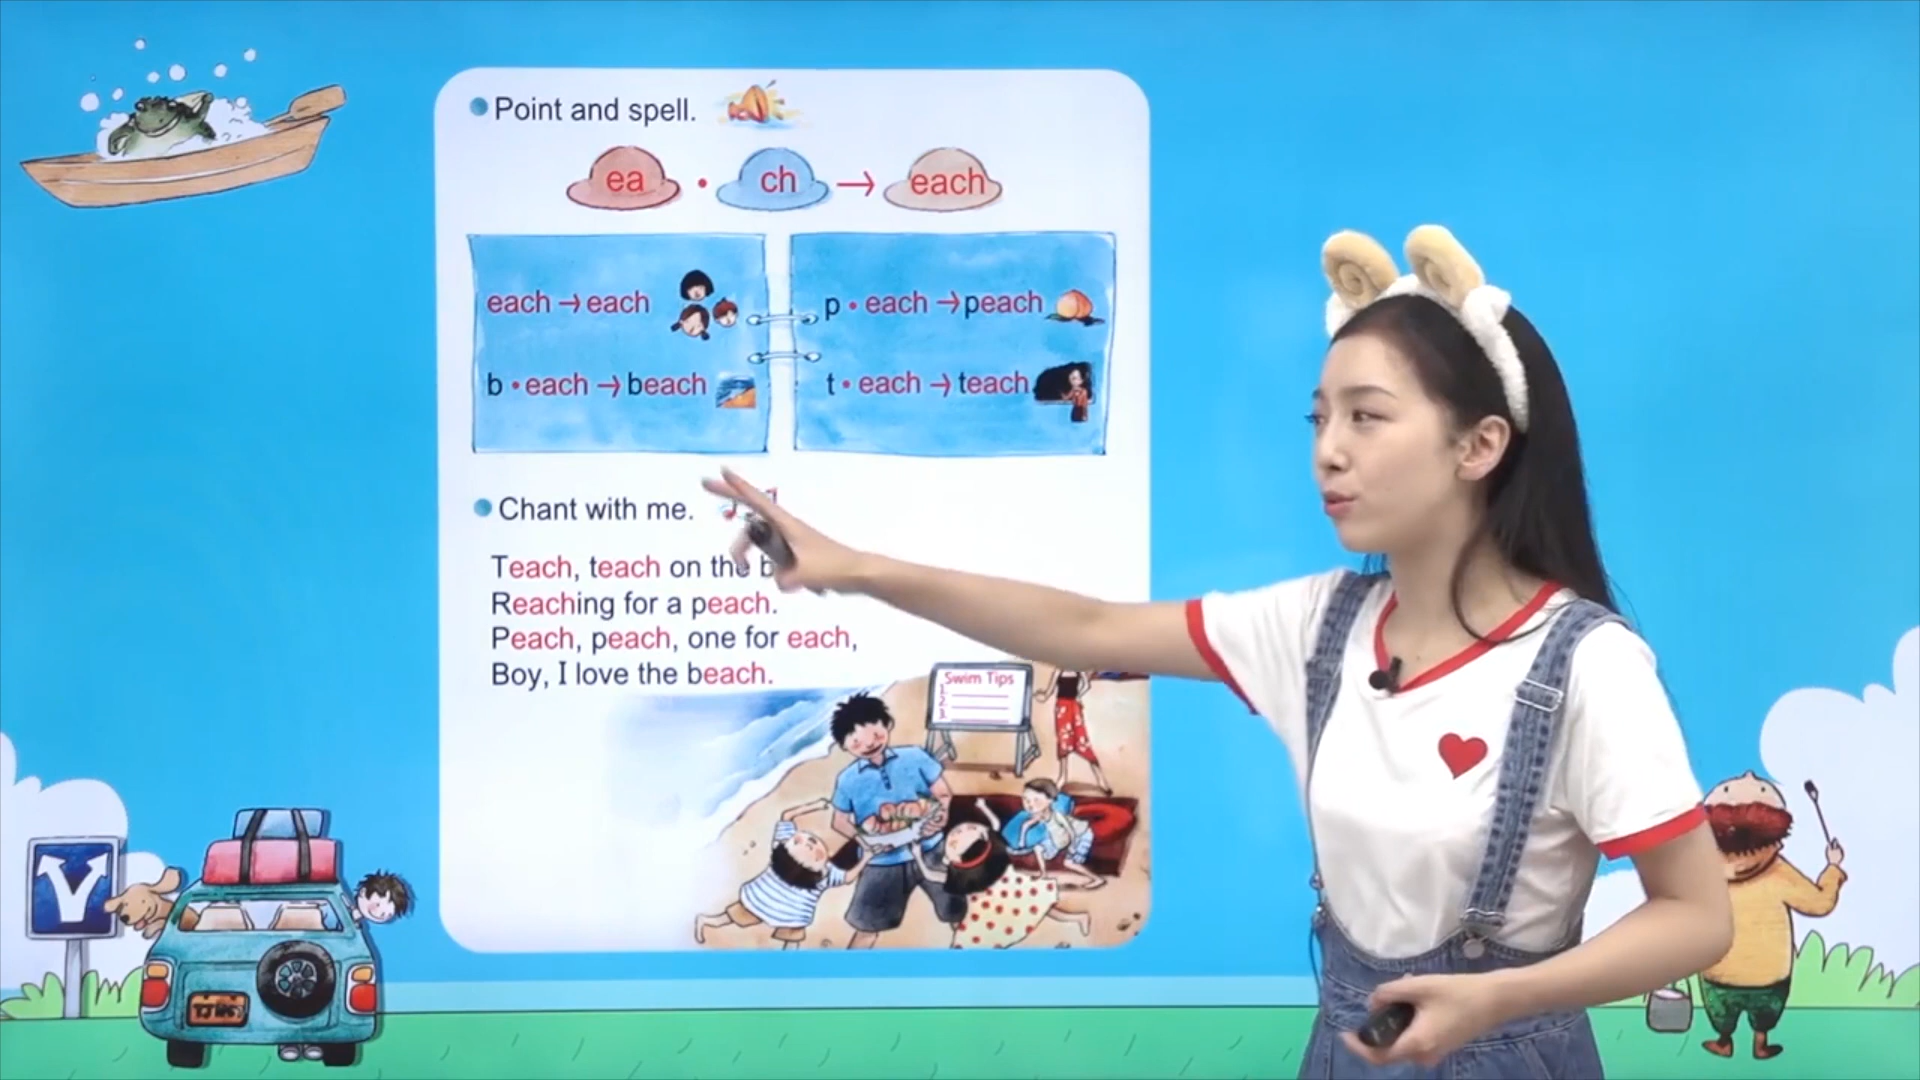 Point and spell.
ea • ch → each
each → each
b • each → beach
p • each → peach
t • each → teach
Chant with me.
Teach, teach on the
Reaching for a peach.
Peach, peach, one for each,
Boy, I love the beach.
Swim Tips
1.
2.
3.